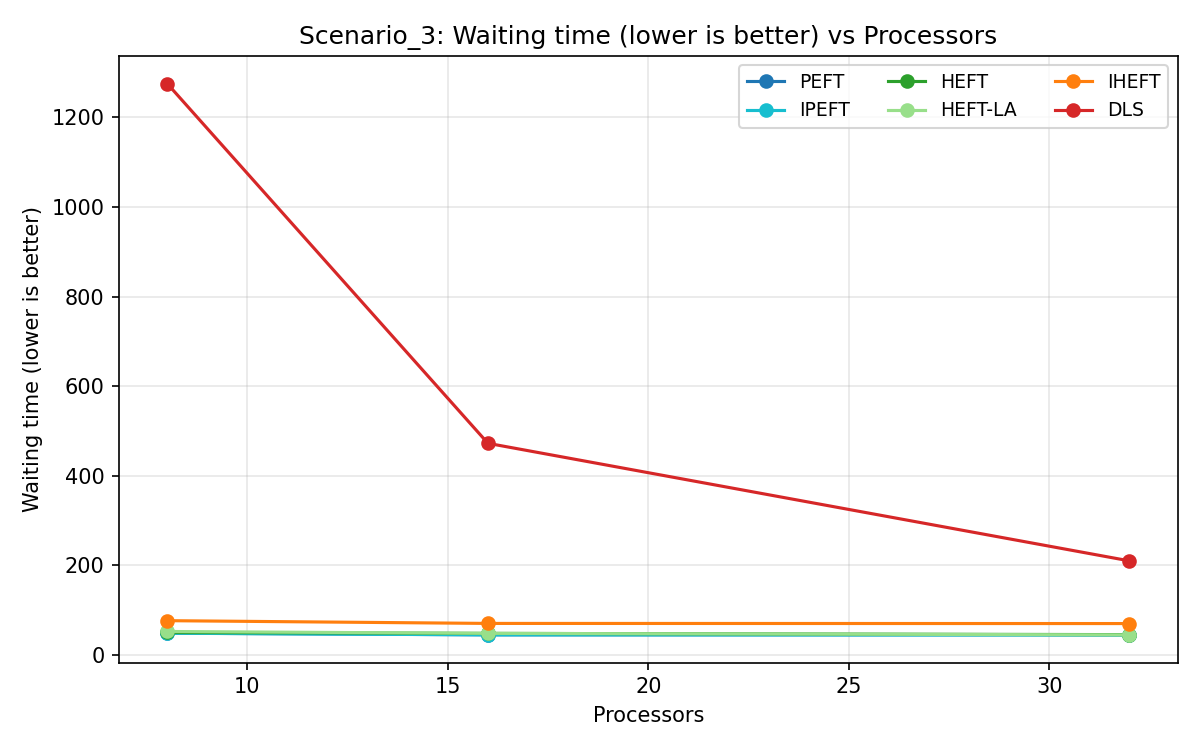 Scenario_3: Waiting time (lower is better) vs Processors
PEFT HEFT IHEFT
IPEFT HEFT-LA DLS
Waiting time (lower is better)
1200
1000
800
600
400
200
0
10 15 20 25 30
Processors